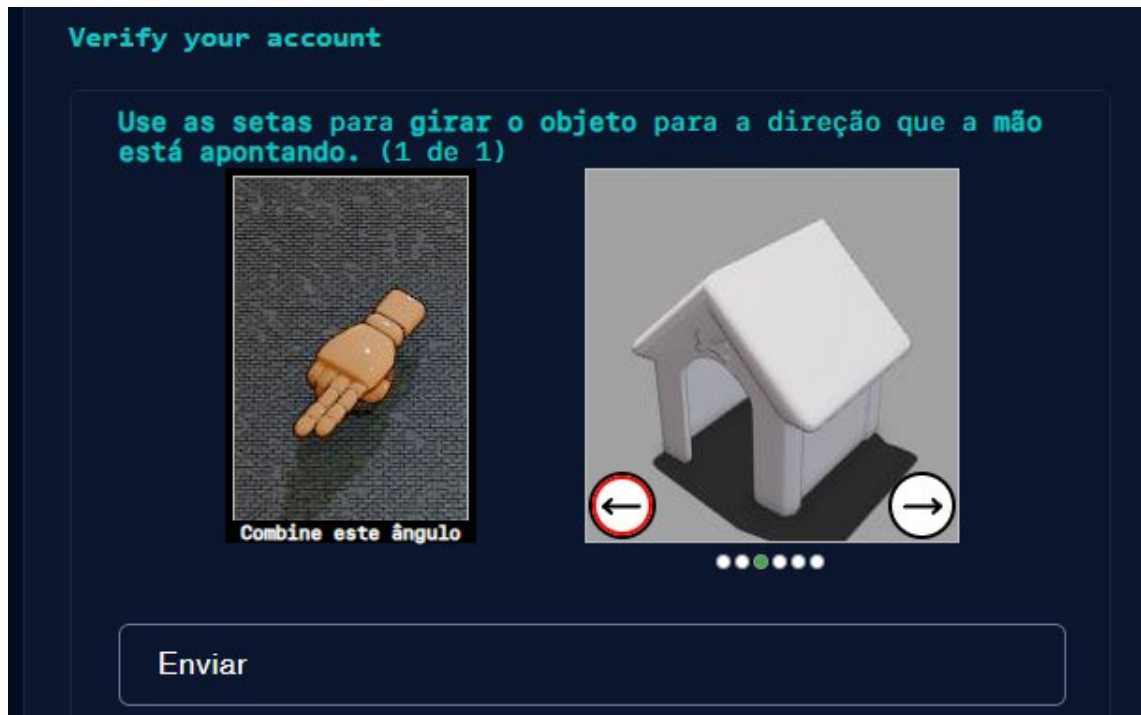 Verify your account
Use as setas para girar o objeto para a direção que a mão
está apontando. (1 de 1)
Combine este ângulo
Enviar